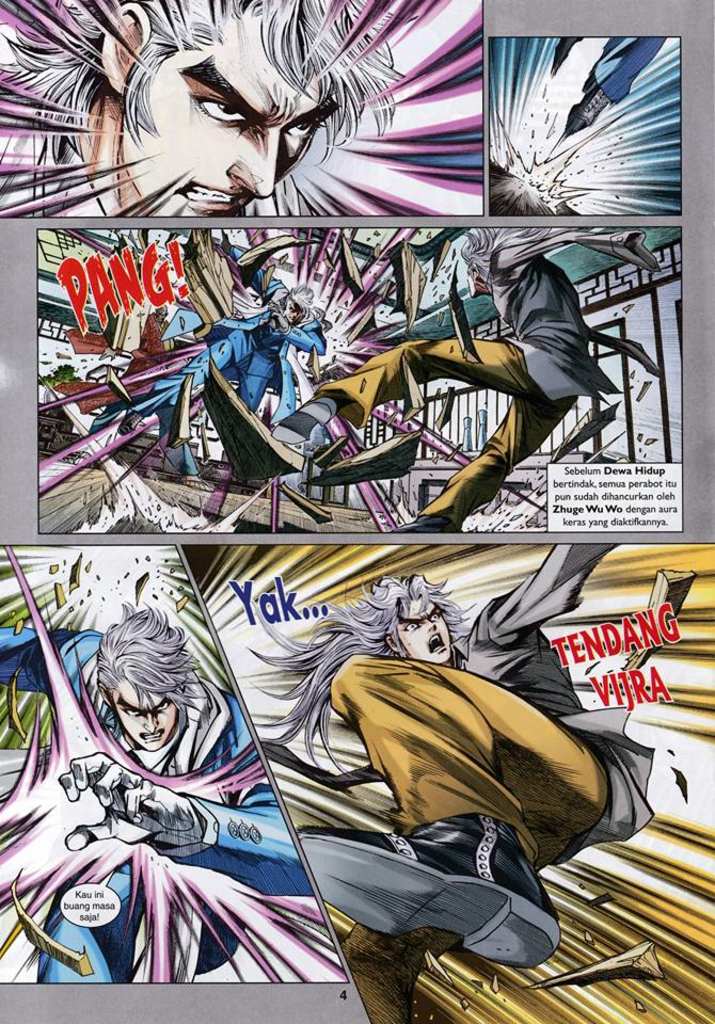 PANG!
Sebelum Dewa Hidup
bertindak, semua perabot itu
pun sudah dihancurkan oleh
Zhuge Wu Wo dengan aura
keras yang diaktifkannya.
Yak...
TENDANG
VIJRA
Kau ini
buang masa
saja!
4